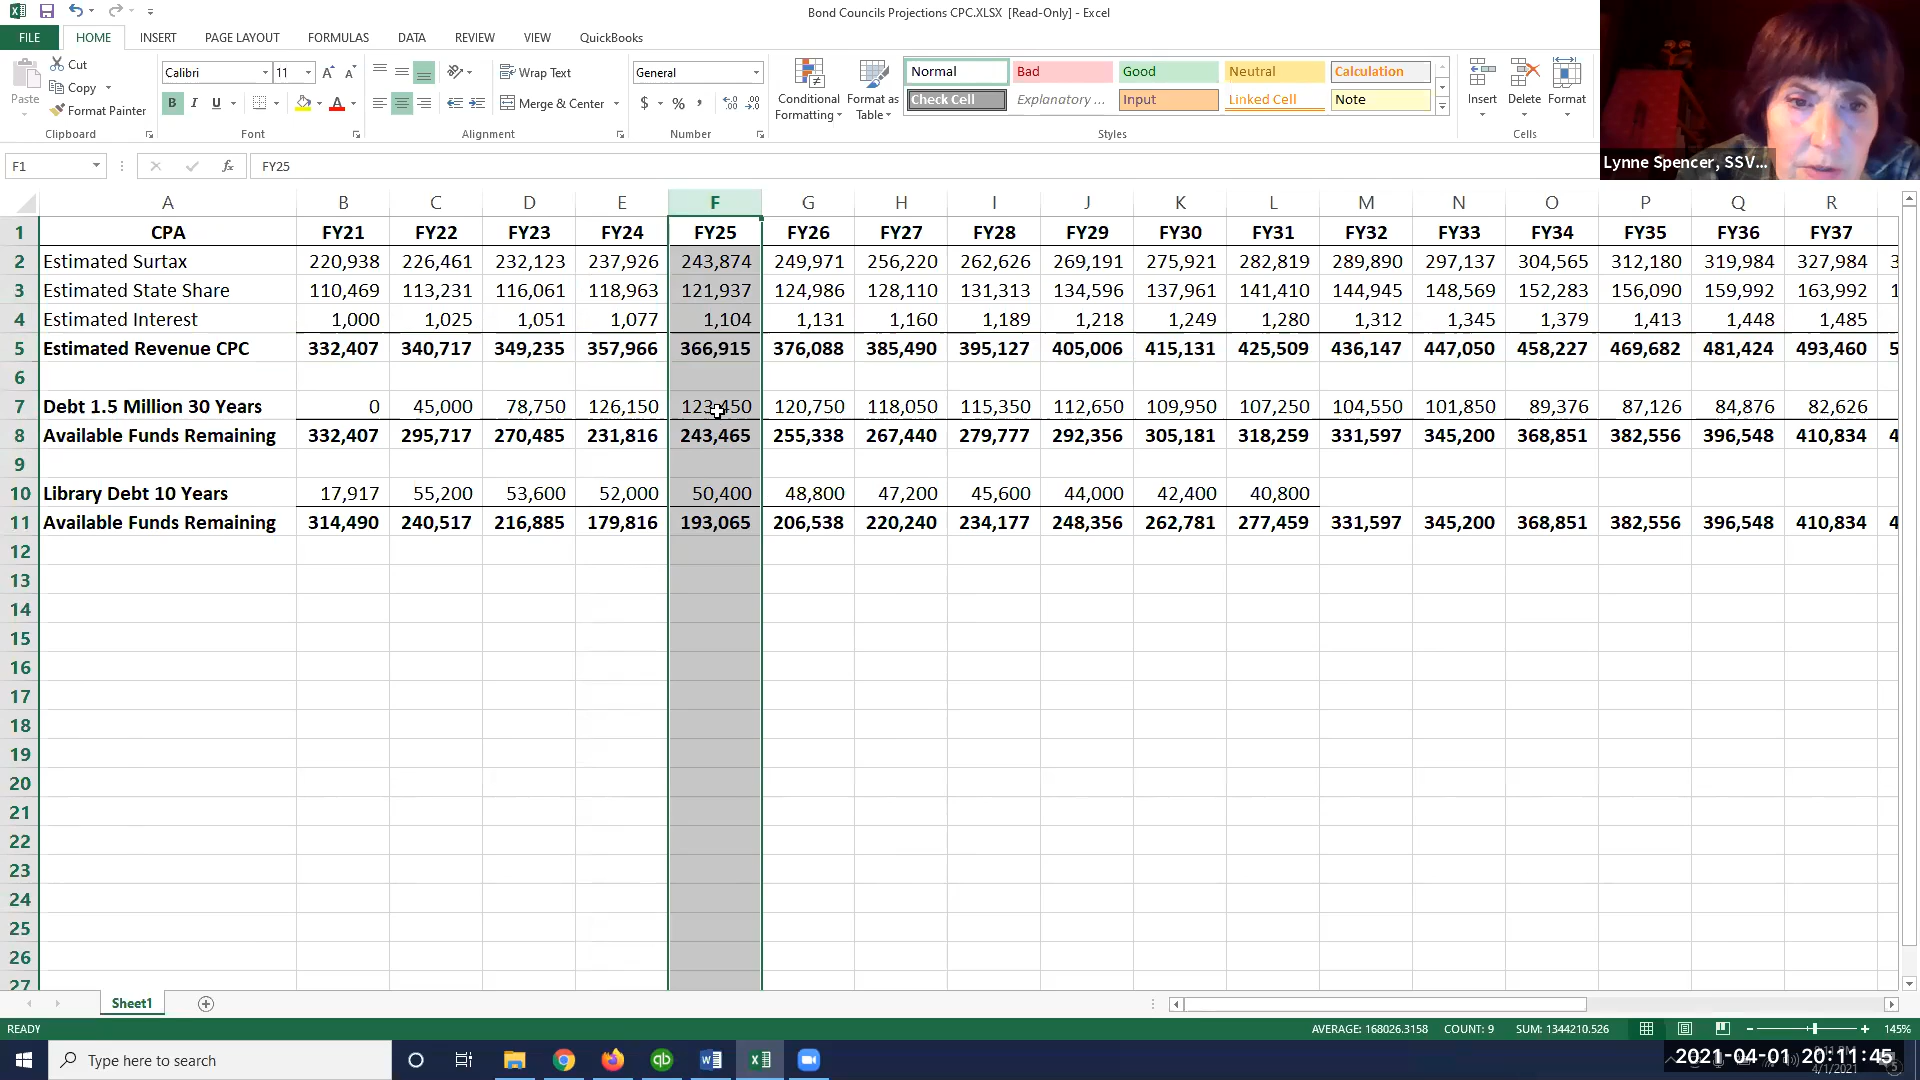 Bond Councils Projections CPC.XLSX [Read-Only] - Excel
FILE HOME INSERT PAGE LAYOUT FORMULAS DATA REVIEW VIEW QuickBooks
Paste
Cut
Copy
Format Painter
Clipboard
Calibri 11
B I U
Font
Wrap Text
Merge & Center
Alignment
General
$ % ,
Number
Conditional Formatting
Format as Table
Normal Bad Good Neutral Calculation
Check Cell Explanatory ... Input Linked Cell Note
Styles
Insert Delete Format
Cells
Lynne Spencer, SSV...
F1 FY25
A B C D E F G H I J K L M N O P Q R
1 CPA FY21 FY22 FY23 FY24 FY25 FY26 FY27 FY28 FY29 FY30 FY31 FY32 FY33 FY34 FY35 FY36 FY37
2 Estimated Surtax 220,938 226,461 232,123 237,926 243,874 249,971 256,220 262,626 269,191 275,921 282,819 289,890 297,137 304,565 312,180 319,984 327,984 3
3 Estimated State Share 110,469 113,231 116,061 118,963 121,937 124,986 128,110 131,313 134,596 137,961 141,410 144,945 148,569 152,283 156,090 159,992 163,992 1
4 Estimated Interest 1,000 1,025 1,051 1,077 1,104 1,131 1,160 1,189 1,218 1,249 1,280 1,312 1,345 1,379 1,413 1,448 1,485
5 Estimated Revenue CPC 332,407 340,717 349,235 357,966 366,915 376,088 385,490 395,127 405,006 415,131 425,509 436,147 447,050 458,227 469,682 481,424 493,460 5
6
7 Debt 1.5 Million 30 Years 0 45,000 78,750 126,150 123,450 120,750 118,050 115,350 112,650 109,950 107,250 104,550 101,850 89,376 87,126 84,876 82,626
8 Available Funds Remaining 332,407 295,717 270,485 231,816 243,465 255,338 267,440 279,777 292,356 305,181 318,259 331,597 345,200 368,851 382,556 396,548 410,834 4
9
10 Library Debt 10 Years 17,917 55,200 53,600 52,000 50,400 48,800 47,200 45,600 44,000 42,400 40,800
11 Available Funds Remaining 314,490 240,517 216,885 179,816 193,065 206,538 220,240 234,177 248,356 262,781 277,459 331,597 345,200 368,851 382,556 396,548 410,834 4
12
13
14
15
16
17
18
19
20
21
22
23
24
25
26
27
Sheet1
READY AVERAGE: 168026.3158 COUNT: 9 SUM: 1344210.526 145%
Type here to search
2021-04-01 20:11:45
4/1/2021